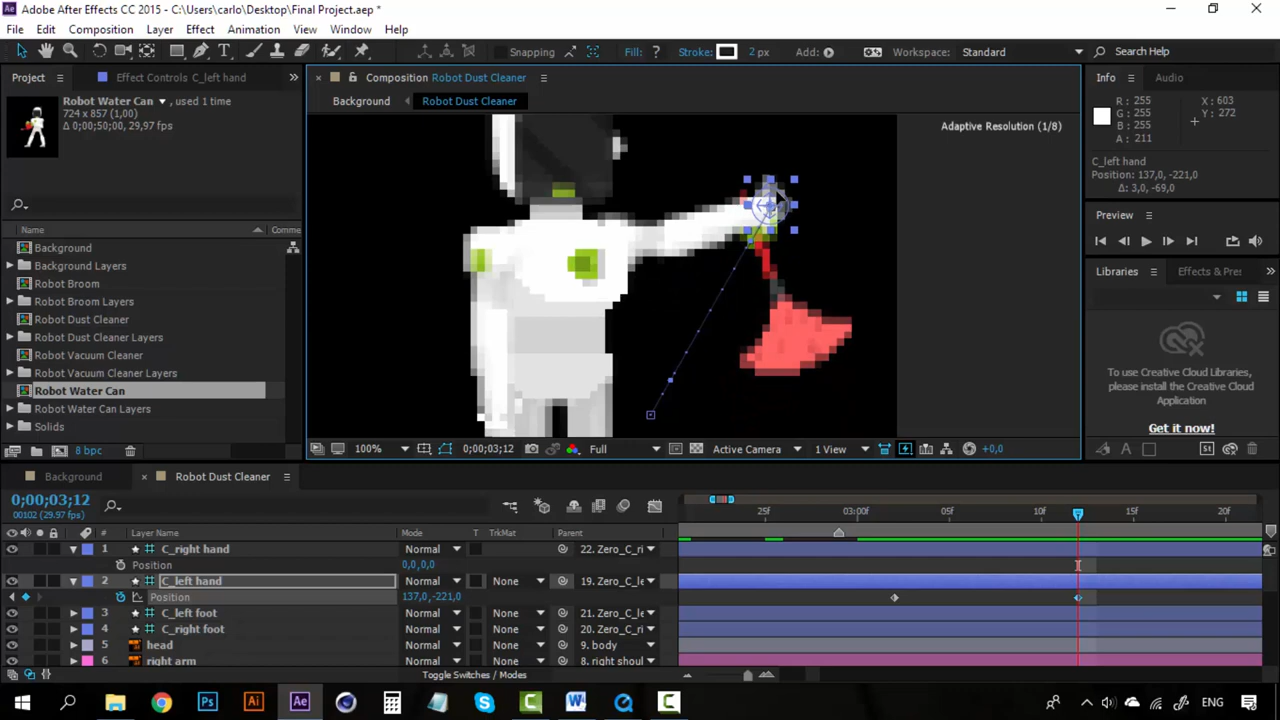 Adobe After Effects CC 2015 - C:\Users\carlo\Desktop\Final Project.aep *
File Edit Composition Layer Effect Animation View Window Help
Snapping Fill: ? Stroke: 2 px Add: Workspace: Standard Search Help
Project Effect Controls C_left hand
Composition Robot Dust Cleaner
Info Audio
Robot Water Can , used 1 time
724 x 857 (1,00)
Δ 0;00;50;00, 29,97 fps
Background Robot Dust Cleaner
Adaptive Resolution (1/8)
R : 255
G : 255
B : 255
A : 211
X : 603
Y : 272
C_left hand
Position: 137,0, -221,0
Δ: 3,0, -69,0
Preview
Libraries Effects & Pres
To use Creative Cloud Libraries,
please install the Creative Cloud
Application
Get it now!
Name Comme
Background
Background Layers
Robot Broom
Robot Broom Layers
Robot Dust Cleaner
Robot Dust Cleaner Layers
Robot Vacuum Cleaner
Robot Vacuum Cleaner Layers
Robot Water Can
Robot Water Can Layers
Solids
8 bpc
100% 0;00;03;12 Full Active Camera 1 View +0,0
Background Robot Dust Cleaner
0;00;03;12
00102 (29.97 fps)
25f 03:00f 05f 10f 15f 20f
# Layer Name Mode T TrkMat Parent
1 C_right hand Normal 22. Zero_C_ri
Position 0,0,0,0
2 C_left hand Normal None 19. Zero_C_le
Position 137,0,-221,0
3 C_left foot Normal None 21. Zero_C_le
4 C_right foot Normal None 20. Zero_C_ri
5 head Normal None 9. body
6 right arm Normal None 8. right shoul
Toggle Switches / Modes
ENG